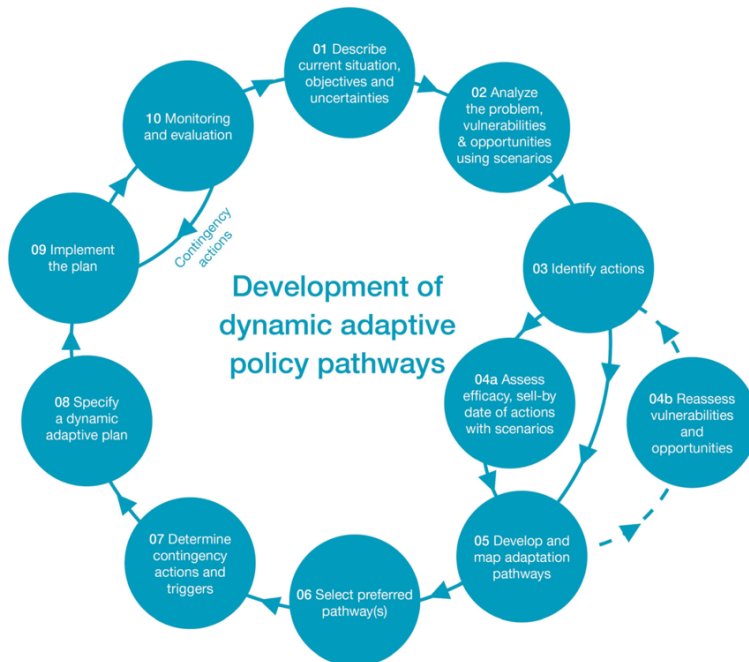 01 Describe
current situation,
objectives and
uncertainties
02 Analyze
the problem,
vulnerabilities
& opportunities
using scenarios
03 Identify actions
04a Assess
efficacy, sell-by
date of actions
with scenarios
04b Reassess
vulnerabilities
and
opportunities
05 Develop and
map adaptation
pathways
06 Select preferred
pathway(s)
07 Determine
contingency
actions and
triggers
08 Specify
a dynamic
adaptive plan
09 Implement
the plan
10 Monitoring
and evaluation
Contingency
actions
Development of
dynamic adaptive
policy pathways